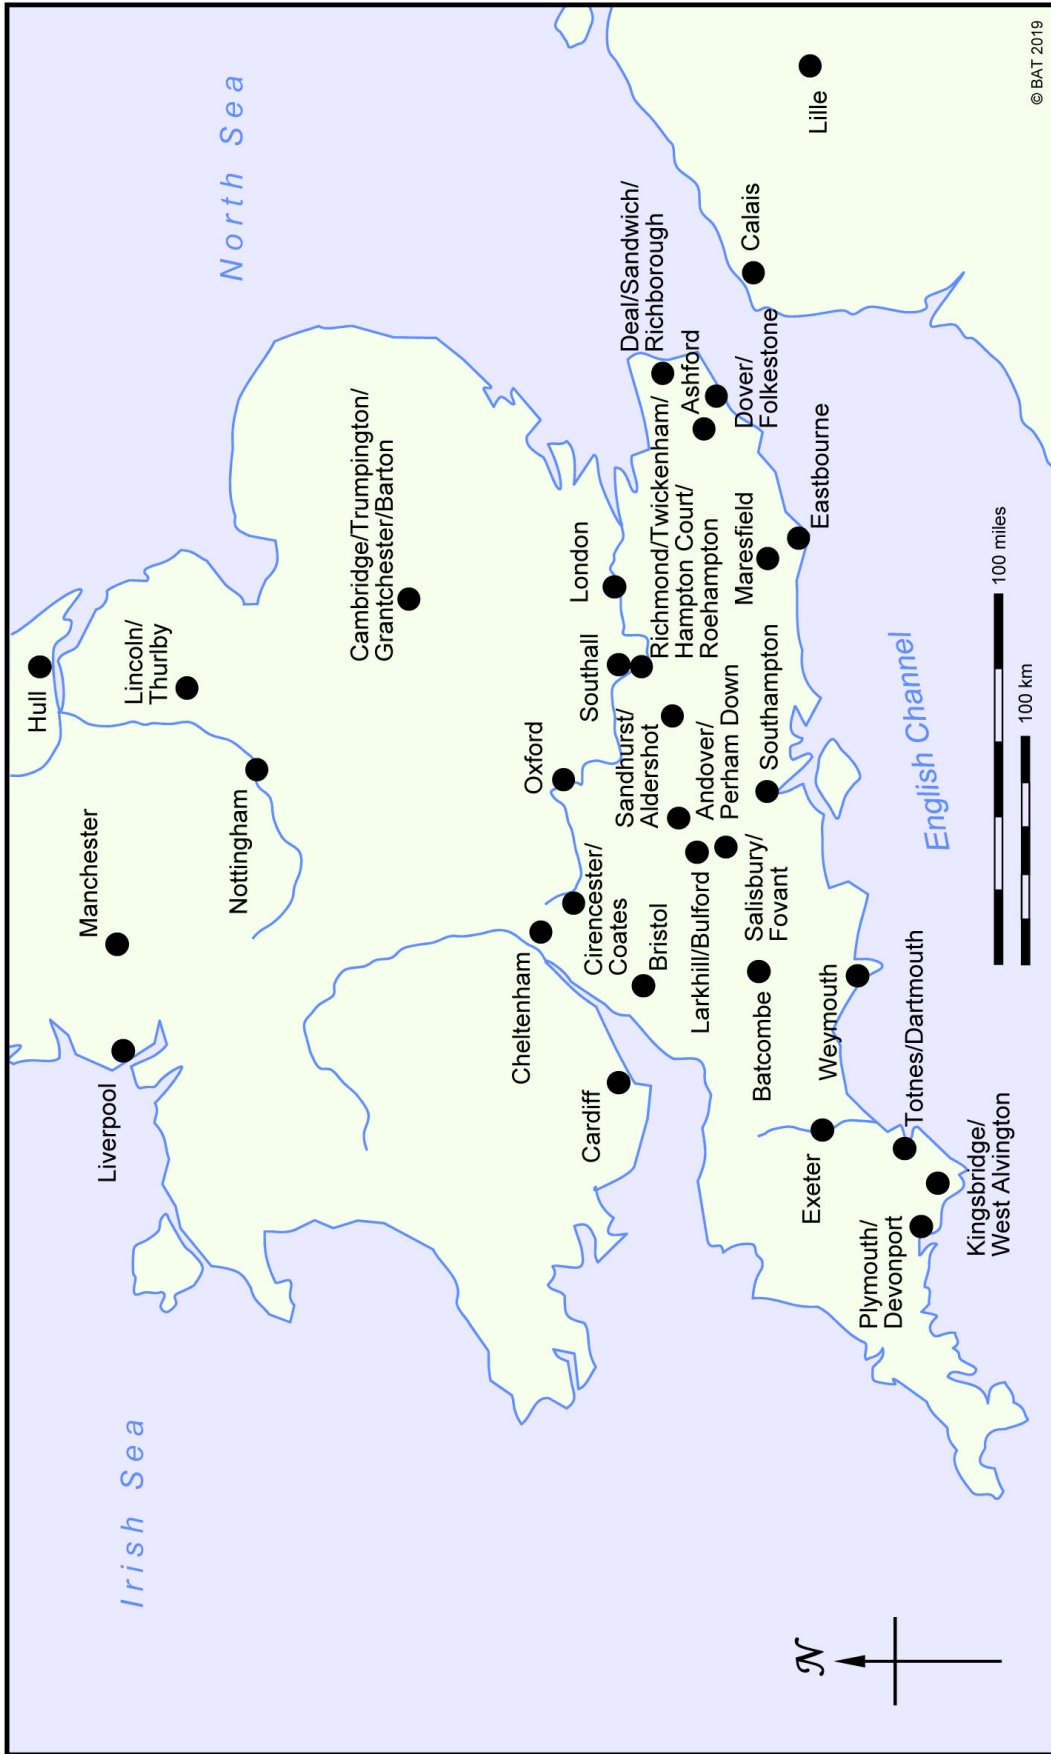 North Sea
Irish Sea
English Channel
Hull
Lincoln/
Thurlby
Manchester
Liverpool
Nottingham
Cambridge/Trumpington/
Grantchester/Barton
Oxford
Cheltenham
Cirencester/
Coates
Bristol
Cardiff
London
Southall
Richmond/Twickenham/
Hampton Court/
Roehampton
Sandhurst/
Aldershot
Andover/
Perham Down
Larkhill/Bulford
Salisbury/
Fovant
Batcombe
Southampton
Maresfield
Eastbourne
Deal/Sandwich/
Richborough
Ashford
Dover/
Folkestone
Calais
Lille
Weymouth
Exeter
Totnes/Dartmouth
Plymouth/
Devonport
Kingsbridge/
West Alvington
N
100 miles
100 km
© BAT 2019